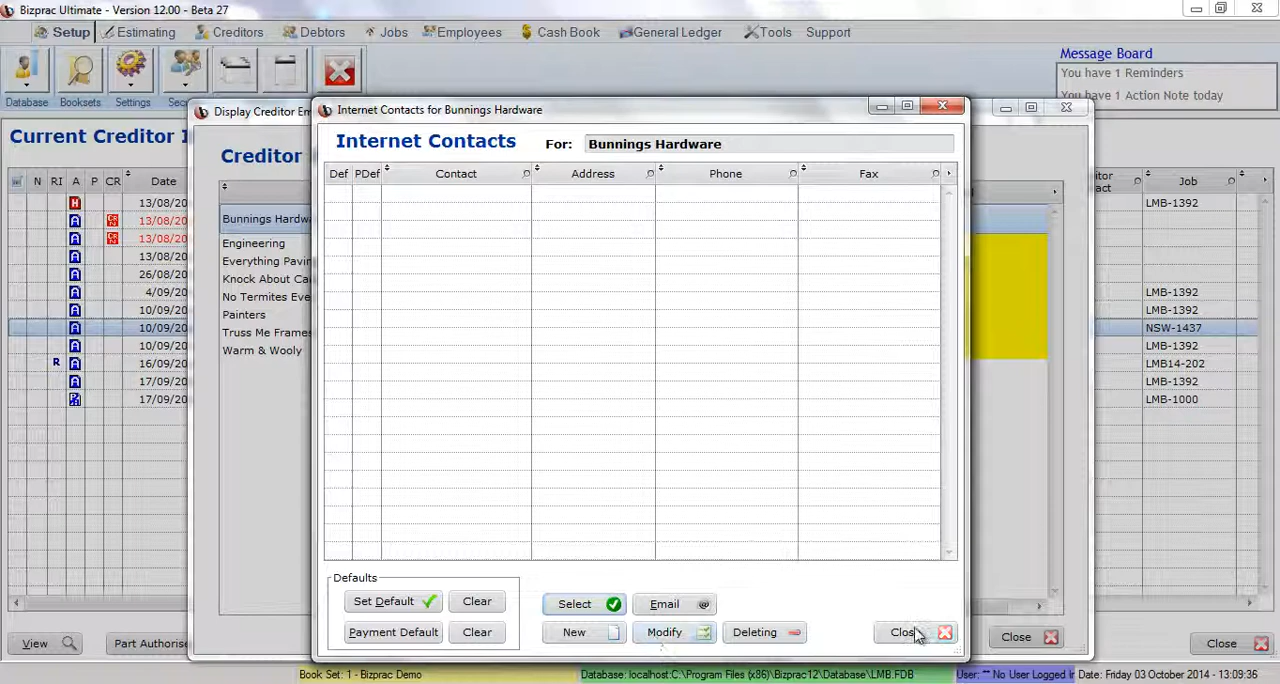 Bizprac Ultimate - Version 12.00 - Beta 27
Setup Estimating Creditors Debtors Jobs Employees Cash Book General Ledger Tools Support
Database Booksets Settings
Message Board
You have 1 Reminders
You have 1 Action Note today
Display Creditor
Internet Contacts for Bunnings Hardware
Current Creditor
Creditor
Internet Contacts For: Bunnings Hardware
N RI A P CR Date
Def PDef Contact Address Phone Fax
Job
H 13/08/20 LMB-1392
A CR 13/08/20 Bunnings
A CR 13/08/20 Engineering
A 13/08/20 Everything
A 26/08/20 Knock About
A 4/09/20 No Termites LMB-1392
A 10/09/20 Painters LMB-1392
A 10/09/20 Truss Me NSW-1437
A 10/09/20 Warm & Wooly LMB-1392
R A 16/09/20 LMB14-202
A 17/09/20 LMB-1392
17/09/20 LMB-1000
Defaults
Set Default Clear Select Email
Payment Default Clear New Modify Deleting Close
View Part Close Close
Book Set: 1 - Bizprac Demo Database: localhost:C:\Program Files (x86)\Bizprac12\Database\LMB.FDB User: ** No User Logged Date: Friday 03 October 2014 - 13:09:36